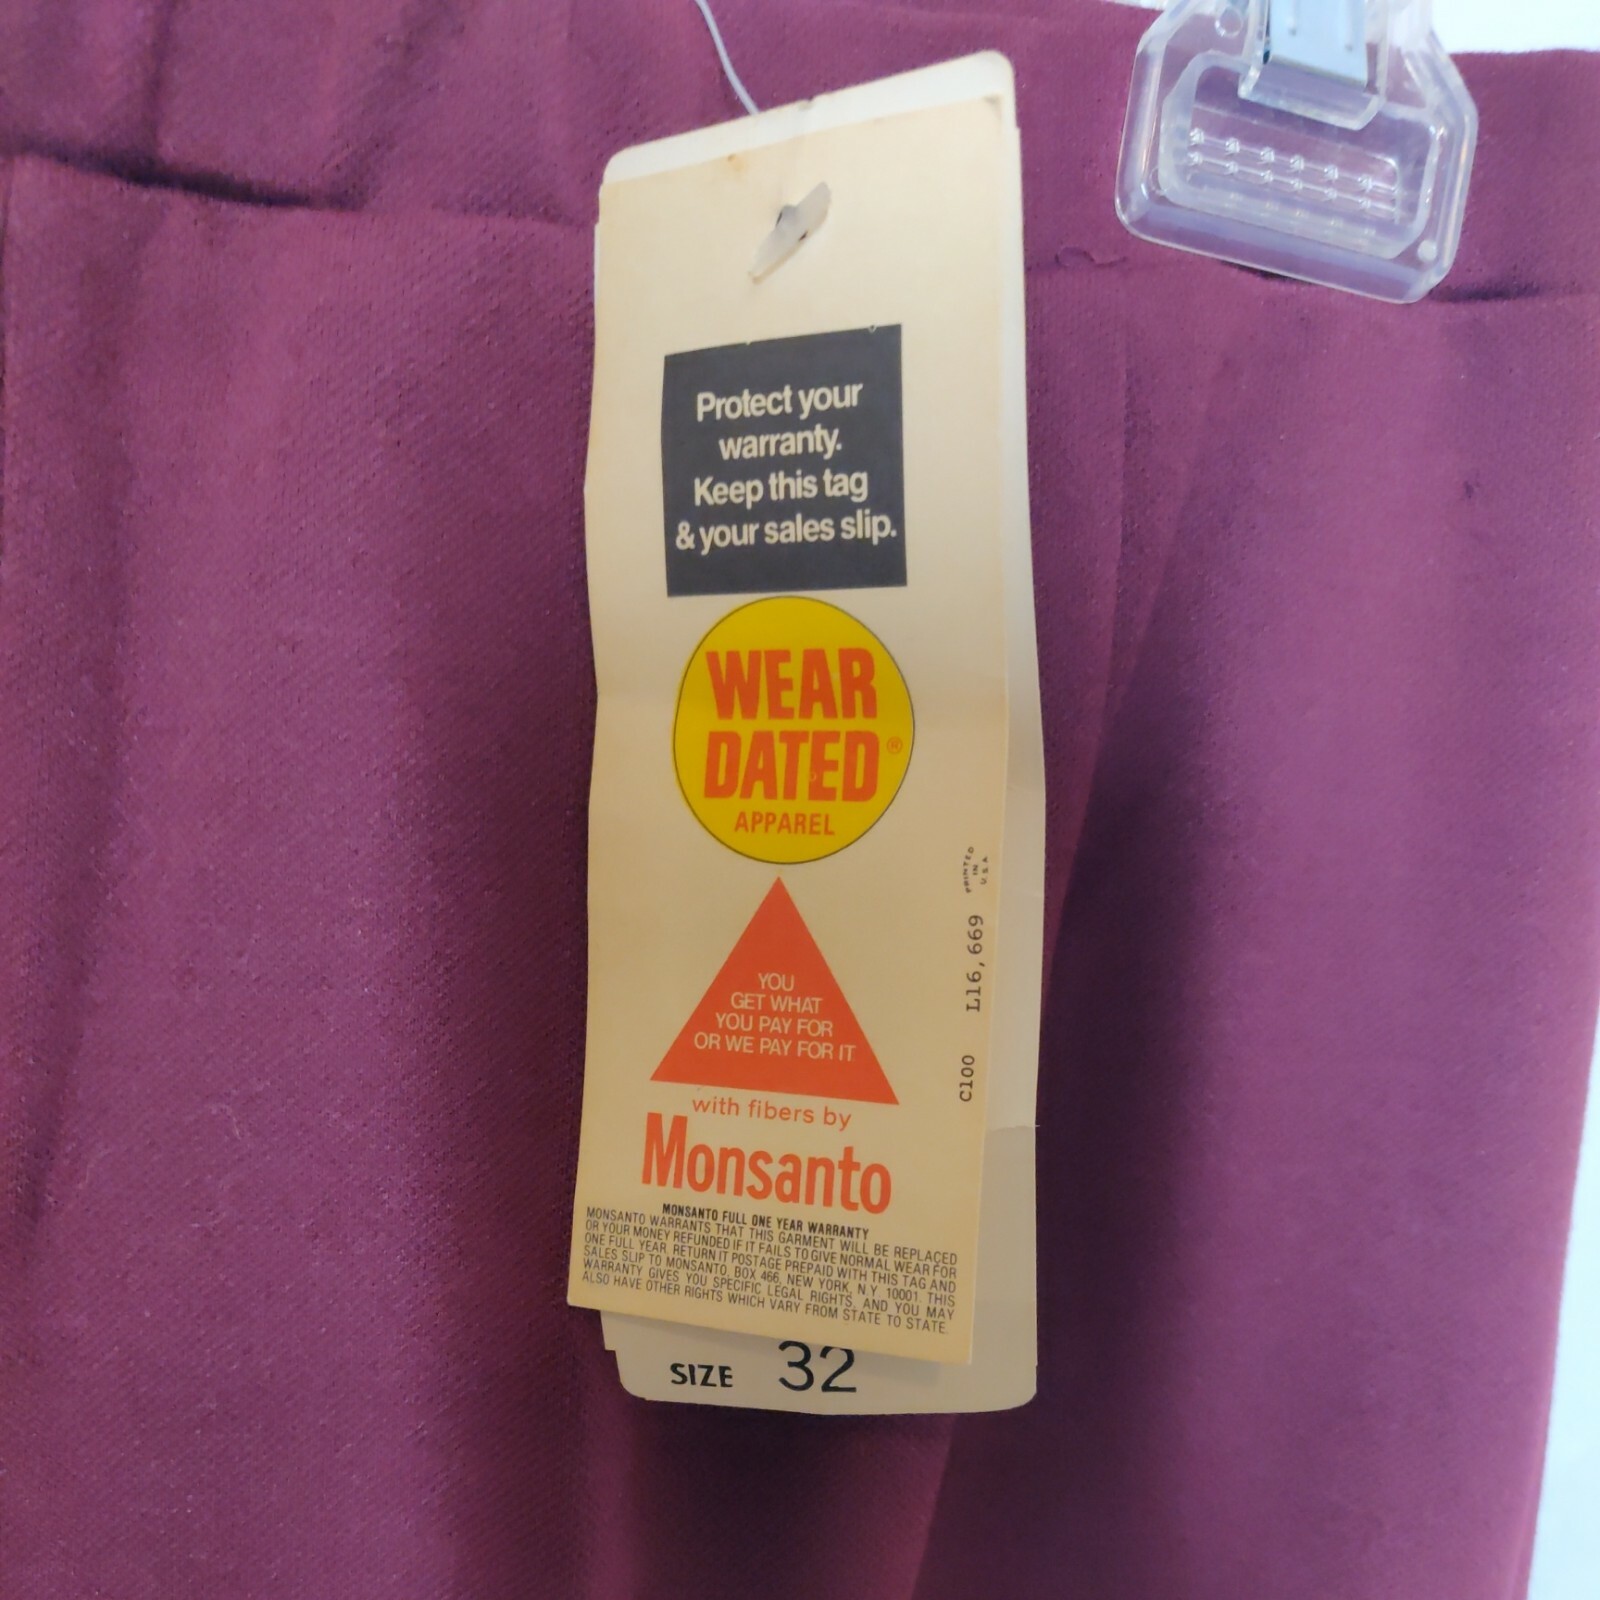 Protect your
warranty.
Keep this tag
& your sales slip.
WEAR
DATED®
APPAREL
YOU
GET WHAT
YOU PAY FOR
OR WE PAY FOR IT
with fibers by
Monsanto
MONSANTO FULL ONE YEAR WARRANTY
MONSANTO WARRANTS THAT THIS GARMENT WILL BE REPLACED
OR YOUR MONEY REFUNDED IF IT FAILS TO GIVE NORMAL WEAR FOR
ONE FULL YEAR. RETURN IT POSTAGE PREPAID WITH THIS TAG AND
SALES SLIP TO MONSANTO, BOX 466, NEW YORK, N.Y. 10001. THIS
WARRANTY GIVES YOU SPECIFIC LEGAL RIGHTS, AND YOU MAY
ALSO HAVE OTHER RIGHTS WHICH VARY FROM STATE TO STATE.
C100 L16,669
PRINTED
IN
U.S.A.
SIZE 32